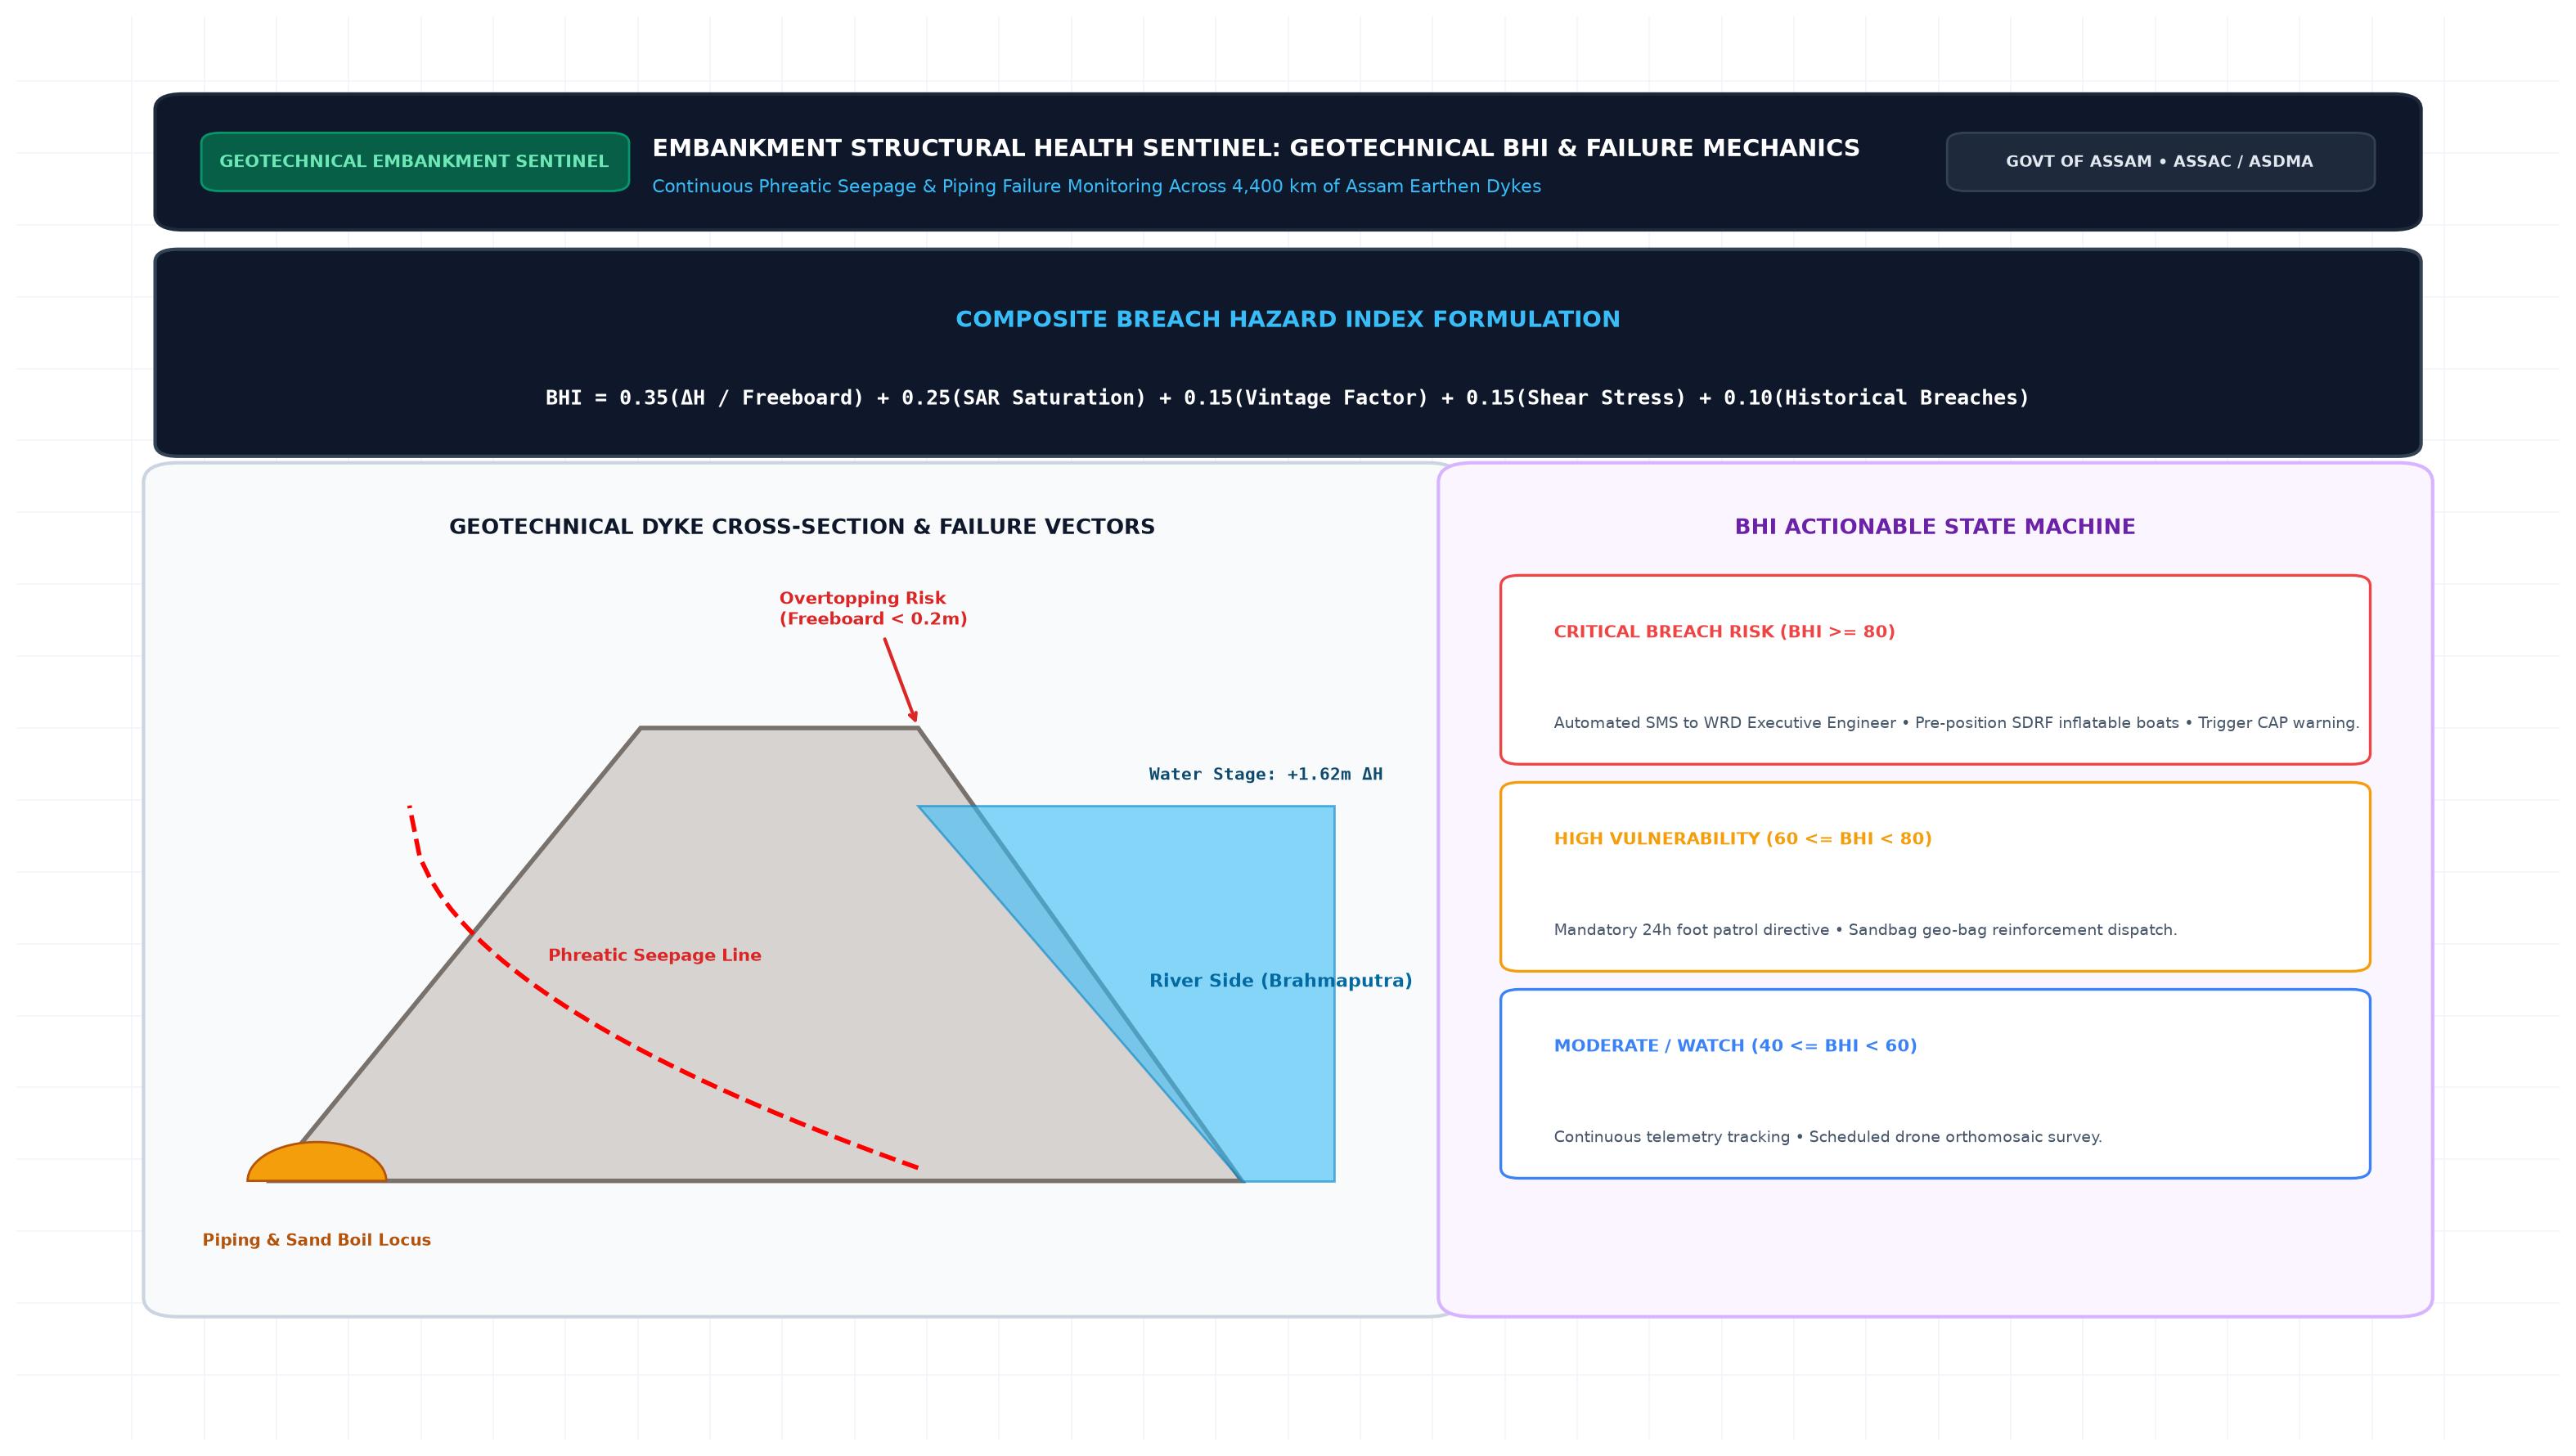 GEOTECHNICAL EMBANKMENT SENTINEL
EMBANKMENT STRUCTURAL HEALTH SENTINEL: GEOTECHNICAL BHI & FAILURE MECHANICS
Continuous Phreatic Seepage & Piping Failure Monitoring Across 4,400 km of Assam Earthen Dykes
GOVT OF ASSAM • ASSAC / ASDMA
COMPOSITE BREACH HAZARD INDEX FORMULATION
BHI = 0.35(ΔH / Freeboard) + 0.25(SAR Saturation) + 0.15(Vintage Factor) + 0.15(Shear Stress) + 0.10(Historical Breaches)
GEOTECHNICAL DYKE CROSS-SECTION & FAILURE VECTORS
Overtopping Risk
(Freeboard < 0.2m)
Water Stage: +1.62m ΔH
Phreatic Seepage Line
River Side (Brahmaputra)
Piping & Sand Boil Locus
BHI ACTIONABLE STATE MACHINE
CRITICAL BREACH RISK (BHI >= 80)
Automated SMS to WRD Executive Engineer • Pre-position SDRF inflatable boats • Trigger CAP warning.
HIGH VULNERABILITY (60 <= BHI < 80)
Mandatory 24h foot patrol directive • Sandbag geo-bag reinforcement dispatch.
MODERATE / WATCH (40 <= BHI < 60)
Continuous telemetry tracking • Scheduled drone orthomosaic survey.